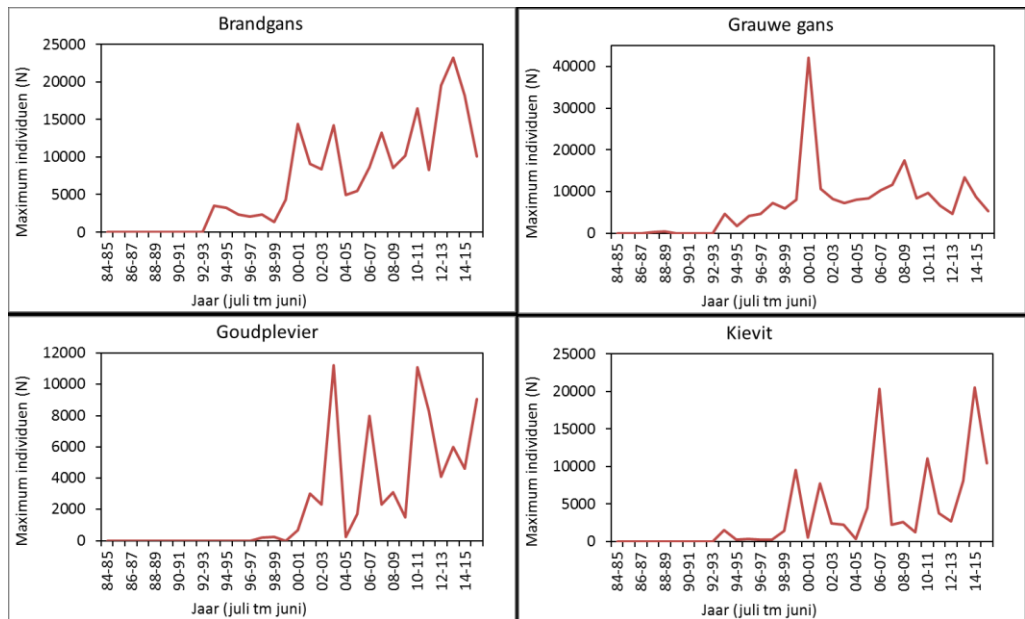 Brandgans
Maximum individuen (N)
25000
20000
15000
10000
5000
0
84-85 86-87 88-89 90-91 92-93 94-95 96-97 98-99 00-01 02-03 04-05 06-07 08-09 10-11 12-13 14-15
Jaar (juli tm juni)
Grauwe gans
Maximum individuen (N)
40000
30000
20000
10000
0
84-85 86-87 88-89 90-91 92-93 94-95 96-97 98-99 00-01 02-03 04-05 06-07 08-09 10-11 12-13 14-15
Jaar (juli tm juni)
Goudplevier
Maximum individuen (N)
12000
10000
8000
6000
4000
2000
0
84-85 86-87 88-89 90-91 92-93 94-95 96-97 98-99 00-01 02-03 04-05 06-07 08-09 10-11 12-13 14-15
Jaar (juli tm juni)
Kievit
Maximum individuen (N)
25000
20000
15000
10000
5000
0
84-85 86-87 88-89 90-91 92-93 94-95 96-97 98-99 00-01 02-03 04-05 06-07 08-09 10-11 12-13 14-15
Jaar (juli tm juni)